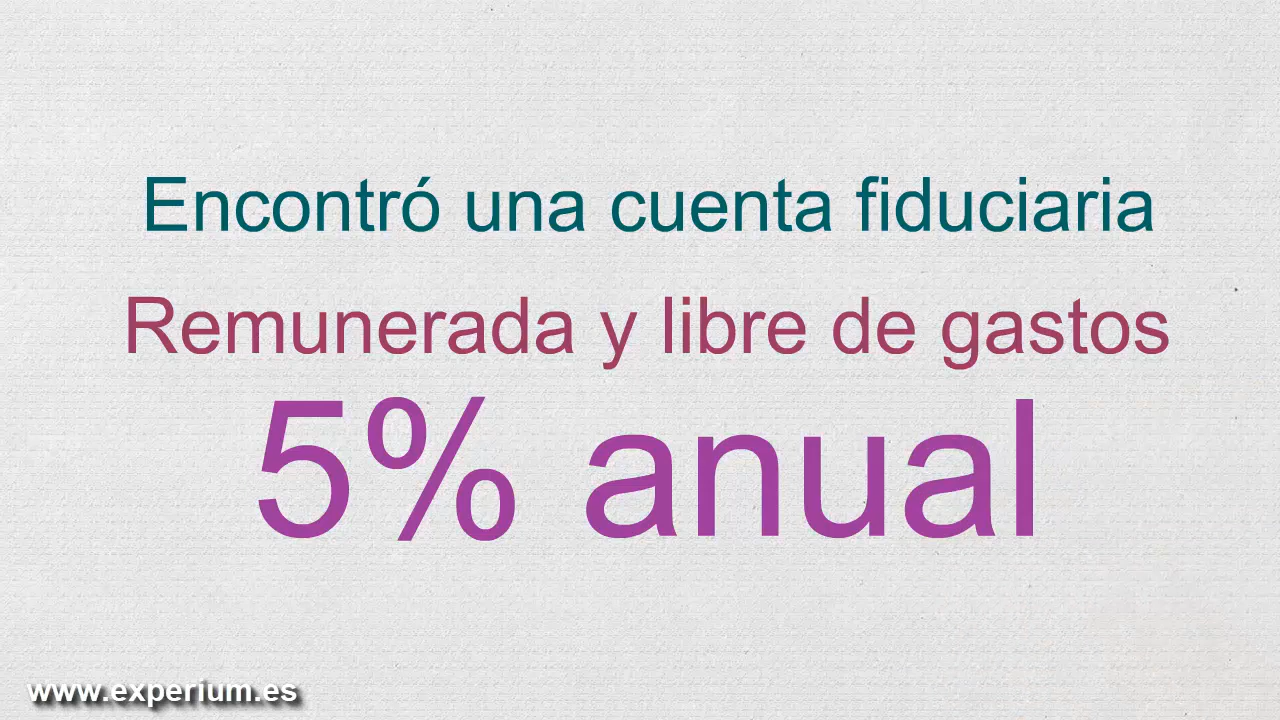 Encontró una cuenta fiduciaria
Remunerada y libre de gastos
5% anual
www.experium.es